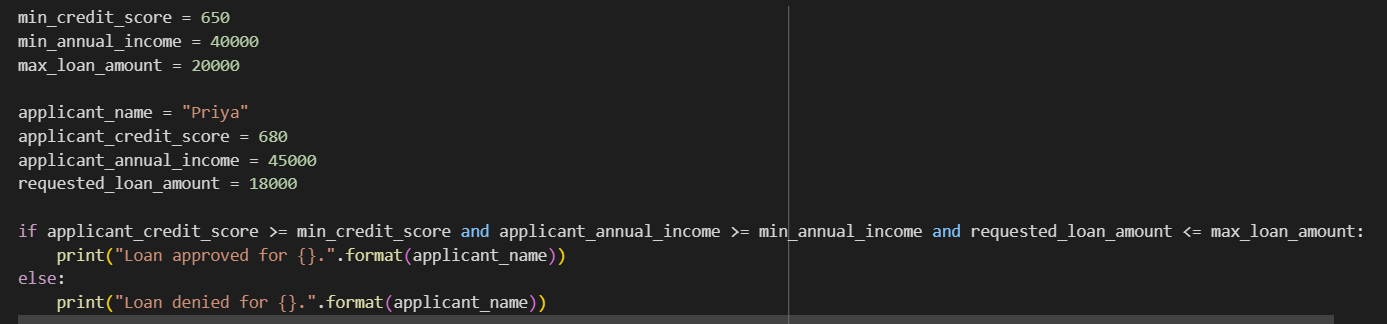 min_credit_score = 650
min_annual_income = 40000
max_loan_amount = 20000

applicant_name = "Priya"
applicant_credit_score = 680
applicant_annual_income = 45000
requested_loan_amount = 18000

if applicant_credit_score >= min_credit_score and applicant_annual_income >= min_annual_income and requested_loan_amount <= max_loan_amount:
    print("Loan approved for {}.".format(applicant_name))
else:
    print("Loan denied for {}.".format(applicant_name))